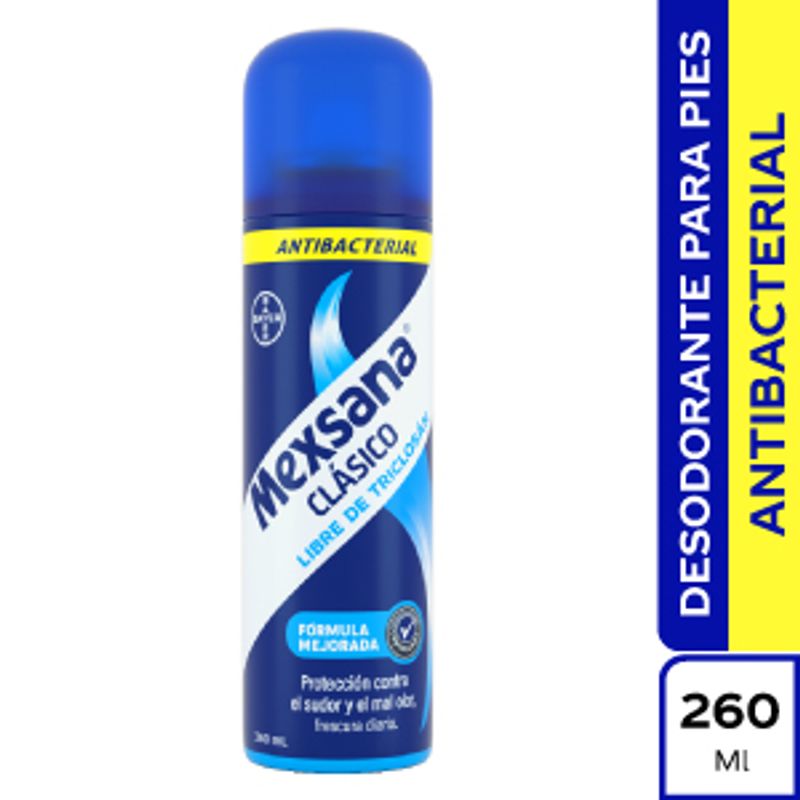 ANTIBACTERIAL
BAYER
Mexsana®
CLÁSICO
LIBRE DE TRICLOSÁN
FÓRMULA
MEJORADA
Protección contra
el sudor y el mal olor,
frescura diaria.
260 mL
DESODORANTE PARA PIES
ANTIBACTERIAL
260
Ml